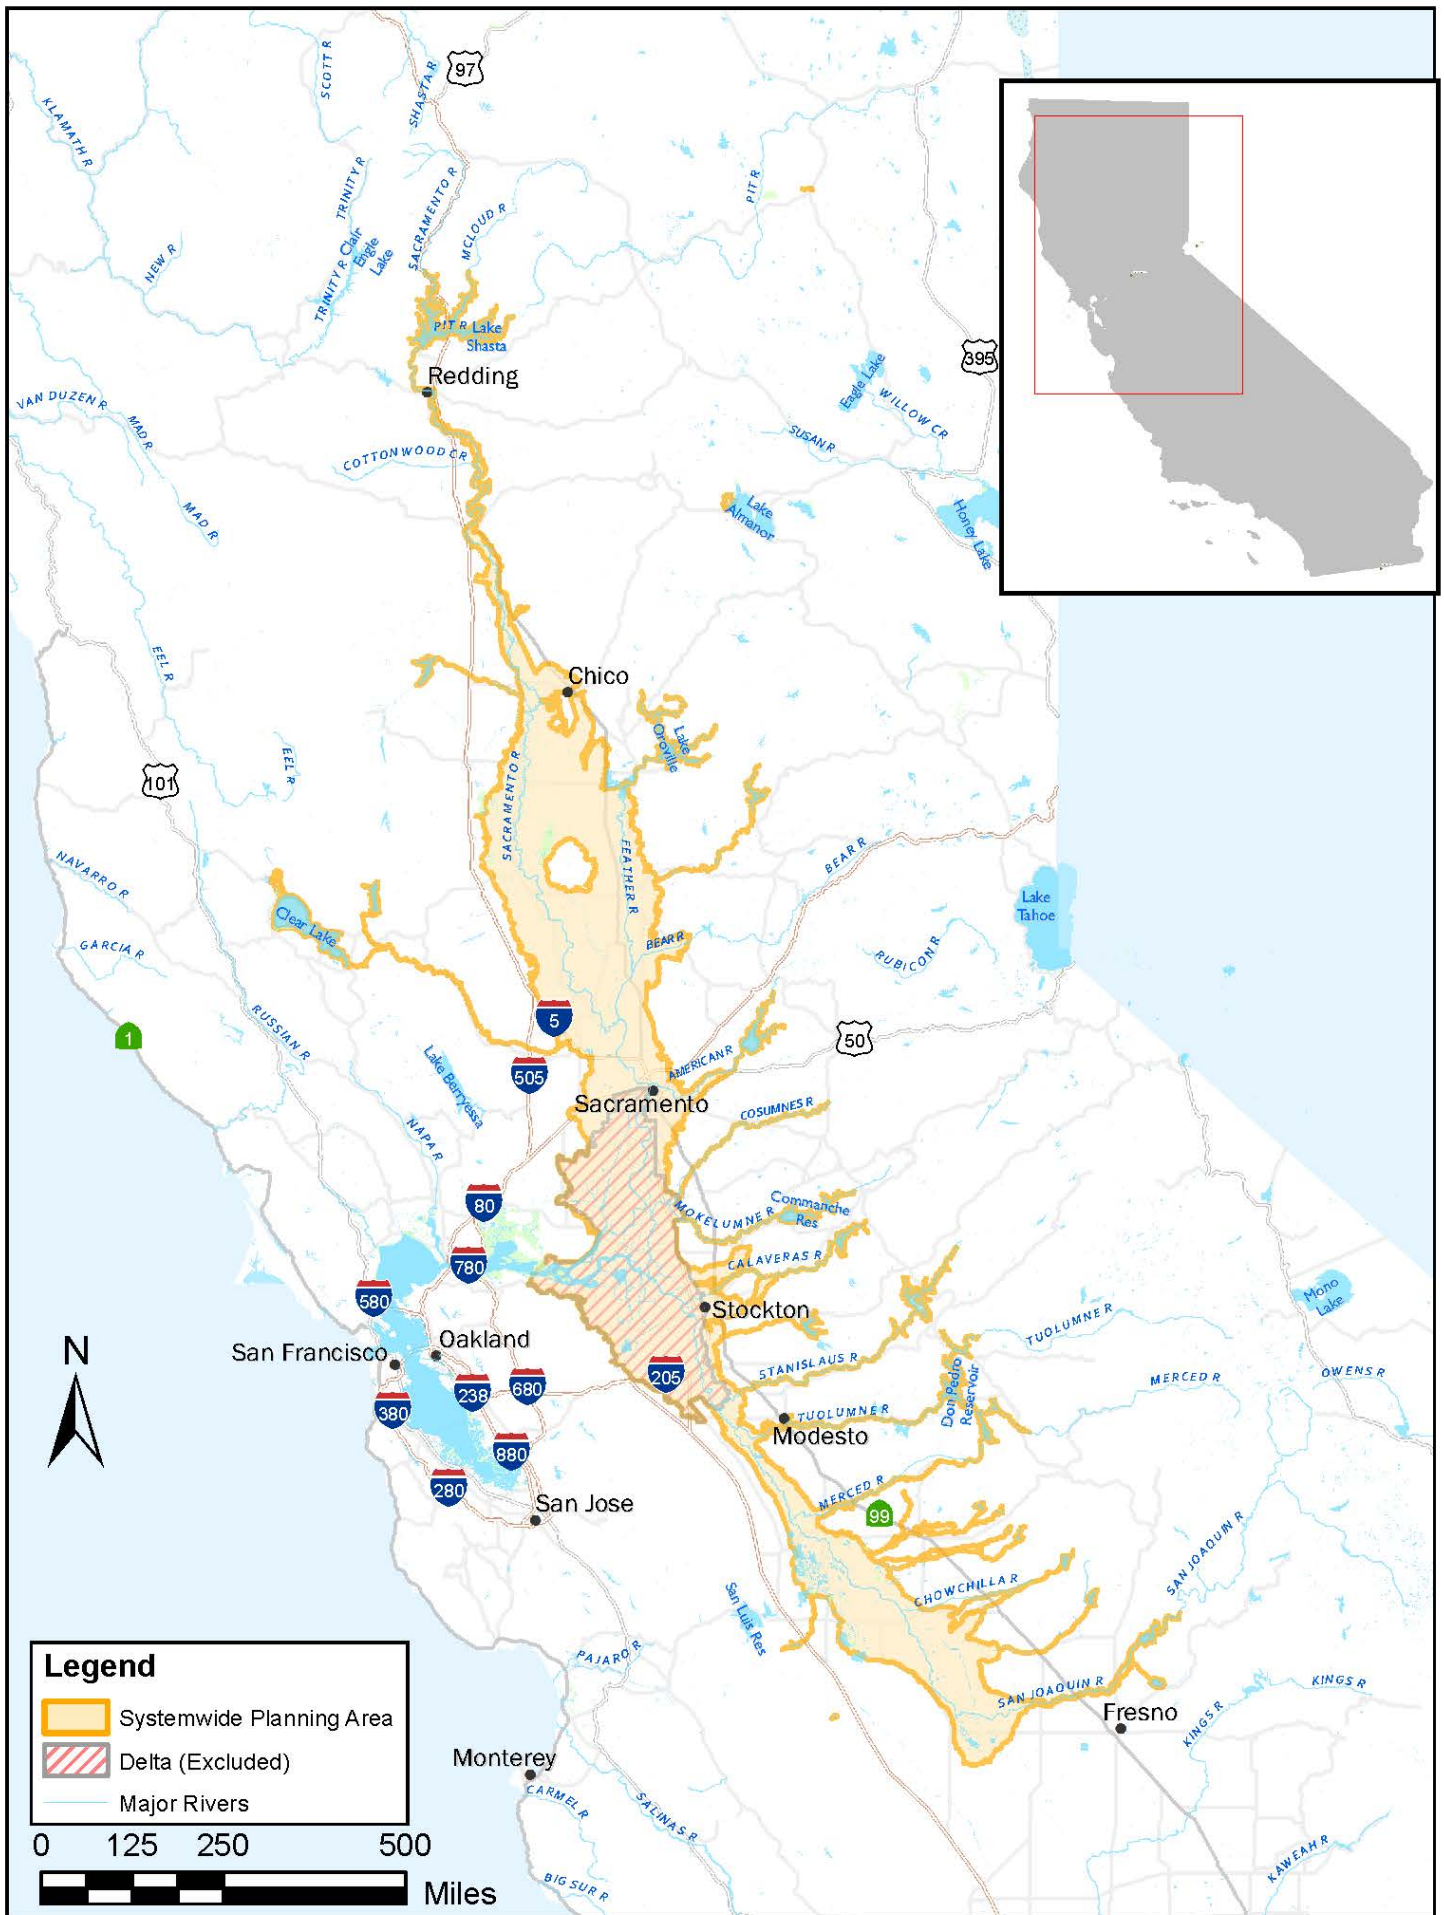 SCOTT R
SHASTA R
97
KLAMATH R
TRINITY R
SACRAMENTO R
MCLOUD R
PIT R
NEW R
TRINITY R
Clair
Engle
Lake
PIT R
Lake
Shasta
395
Redding
Eagle Lake
WILLOW CR
VAN DUZEN R
MAD R
COTTONWOOD CR
SUSAN R
MAD R
Lake
Almanor
Honey Lake
EEL R
Chico
Lake
Oroville
EEL R
101
SACRAMENTO R
FEATHER R
BEAR R
NAVARRO R
Clear Lake
Lake
Tahoe
GARCIA R
BEAR R
RUBICON R
1
RUSSIAN R
5
50
Lake Berryessa
505
AMERICAN R
Sacramento
COSUMNES R
NAPA R
80
MOKELUMNE R
Commanche
Res
780
CALAVERAS R
580
Stockton
Mono
Lake
TUOLUMNE R
N
San Francisco
Oakland
STANISLAUS R
205
238
680
380
Don Pedro
Reservoir
MERCED R
OWENS R
TUOLUMNE R
Modesto
880
280
MERCED R
San Jose
99
SAN JOAQUIN R
CHOWCHILLA R
San Luis Res
PAJARO R
SAN JOAQUIN R
KINGS R
Fresno
KINGS R
Monterey
CARMEL R
SALINAS R
KAWEAH R
BIG SUR R
Legend
Systemwide Planning Area
Delta (Excluded)
Major Rivers
0 125 250 500
Miles